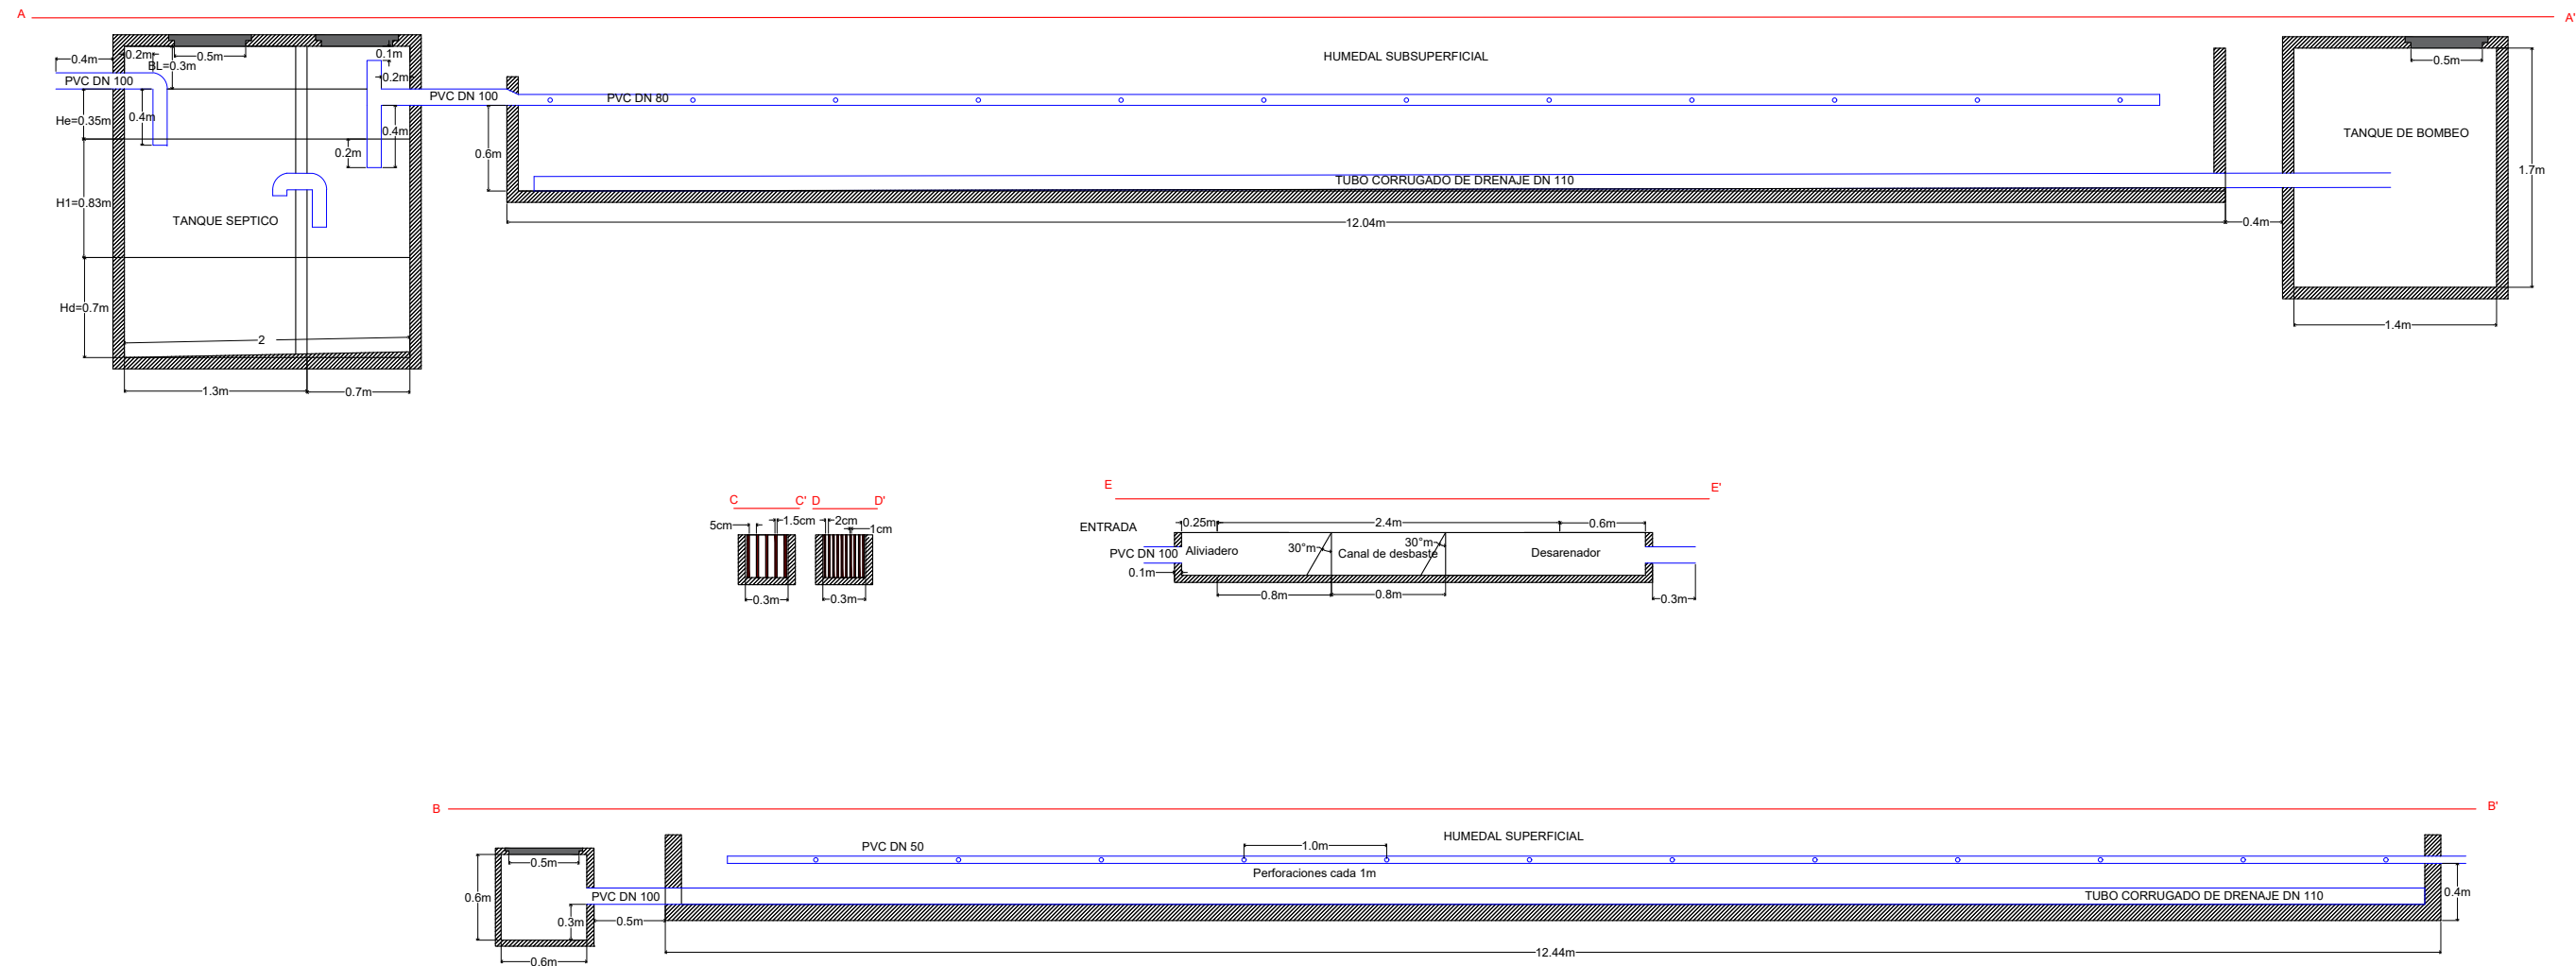 A
A'
0.2m
0.5m
0.1m
0.4m
BL=0.3m
PVC DN 100
0.2m
HUMEDAL SUBSUPERFICIAL
0.5m
PVC DN 100
PVC DN 80
He=0.35m
0.4m
0.4m
0.2m
0.6m
TANQUE DE BOMBEO
1.7m
TUBO CORRUGADO DE DRENAJE DN 110
H1=0.83m
TANQUE SEPTICO
12.04m
0.4m
Hd=0.7m
2
1.3m
0.7m
1.4m
C
C'
D
D'
5cm
1.5cm
2cm
1cm
0.3m
0.3m
E
E'
ENTRADA
0.25m
2.4m
0.6m
PVC DN 100
Aliviadero
30°m
Canal de desbaste
30°m
Desarenador
0.1m
0.8m
0.8m
0.3m
B
B'
HUMEDAL SUPERFICIAL
PVC DN 50
1.0m
0.5m
Perforaciones cada 1m
0.6m
PVC DN 100
TUBO CORRUGADO DE DRENAJE DN 110
0.4m
0.3m
0.5m
12.44m
0.6m